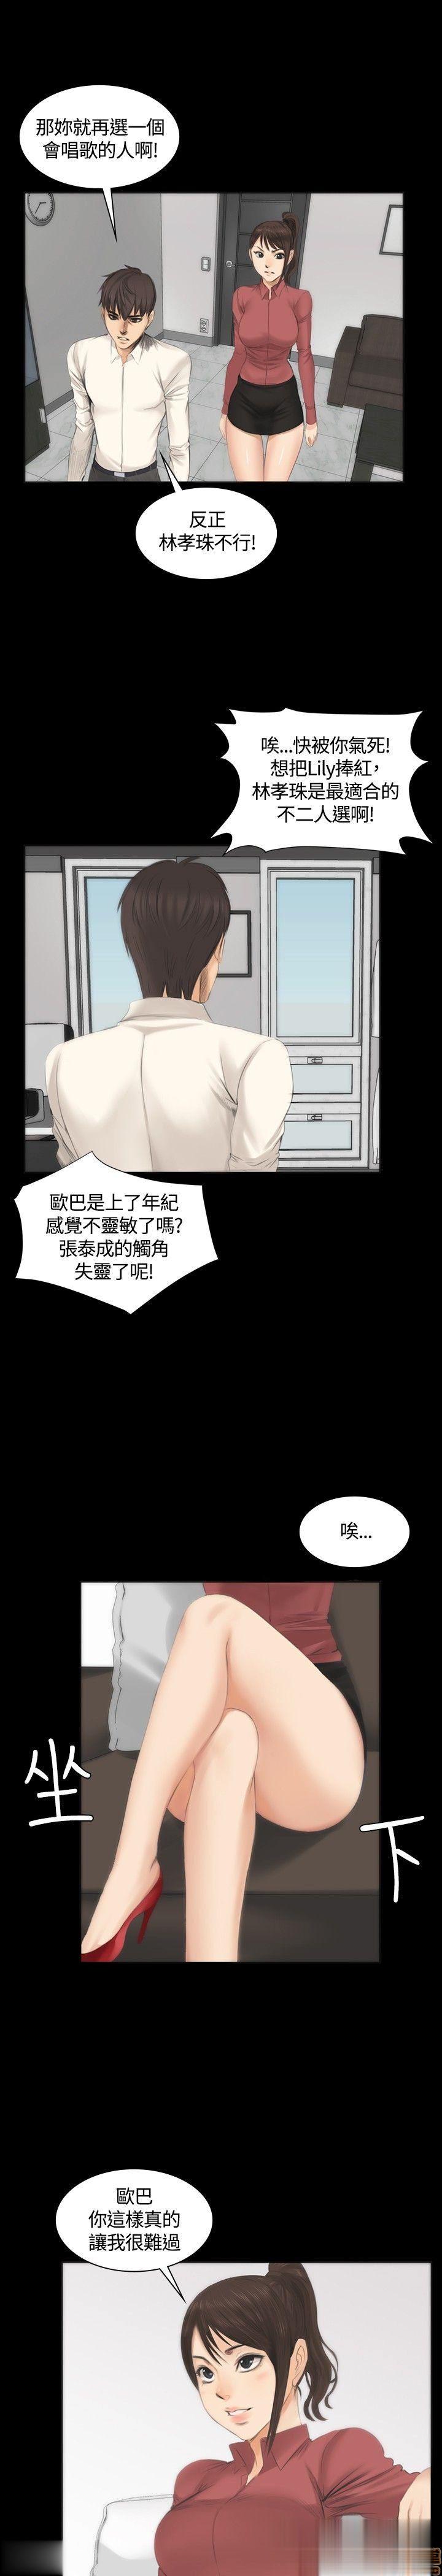 那妳就再選一個
會唱歌的人啊!
反正
林孝珠不行!
唉...快被你氣死!
想把Lily捧紅,
林孝珠是最適合的
不二人選啊!
歐巴是上了年紀
感覺不靈敏了嗎?
張泰成的觸角
失靈了呢!
唉...
坐下
歐巴
你這樣真的
讓我很難過